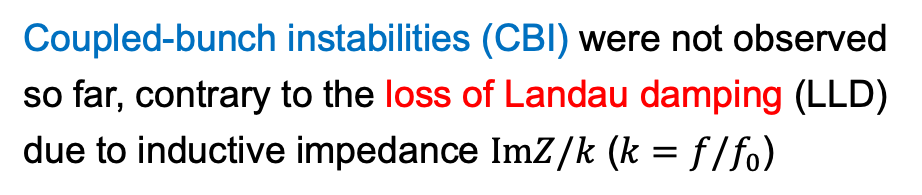 Coupled-bunch instabilities (CBI) were not observed
so far, contrary to the loss of Landau damping (LLD)
due to inductive impedance ImZ/k (k = f/f₀)